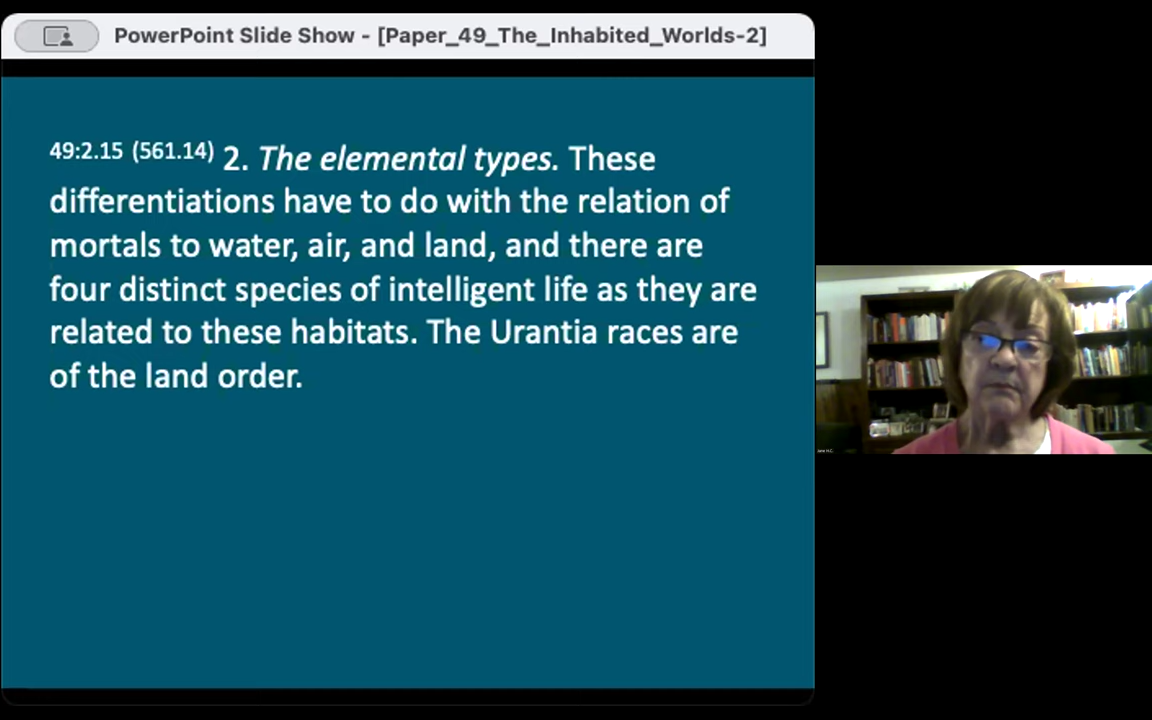 PowerPoint Slide Show - [Paper_49_The_Inhabited_Worlds-2]
49:2.15 (561.14) 2. The elemental types. These
differentiations have to do with the relation of
mortals to water, air, and land, and there are
four distinct species of intelligent life as they are
related to these habitats. The Urantia races are
of the land order.